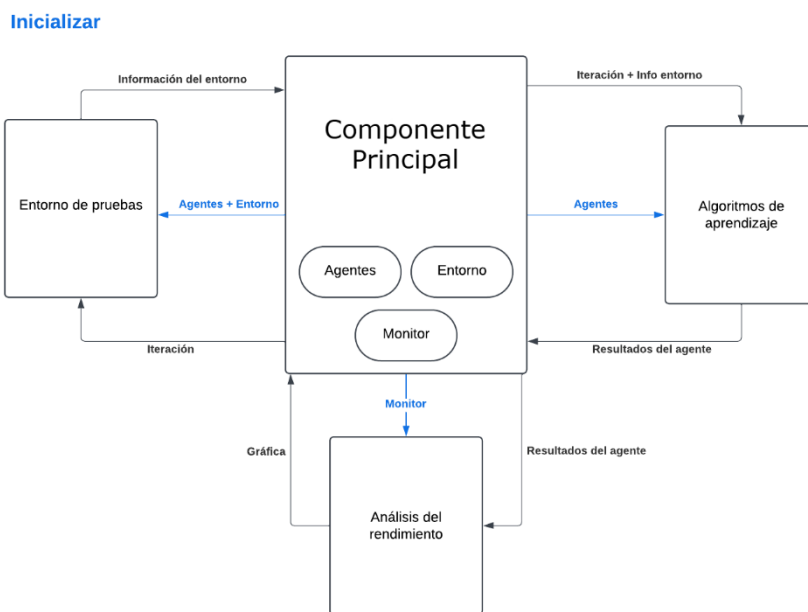 Inicializar
Información del entorno
Iteración + Info entorno
Componente
Principal
Entorno de pruebas
Agentes + Entorno
Agentes
Algoritmos de
aprendizaje
Agentes
Entorno
Monitor
Iteración
Resultados del agente
Monitor
Gráfica
Resultados del agente
Análisis del
rendimiento